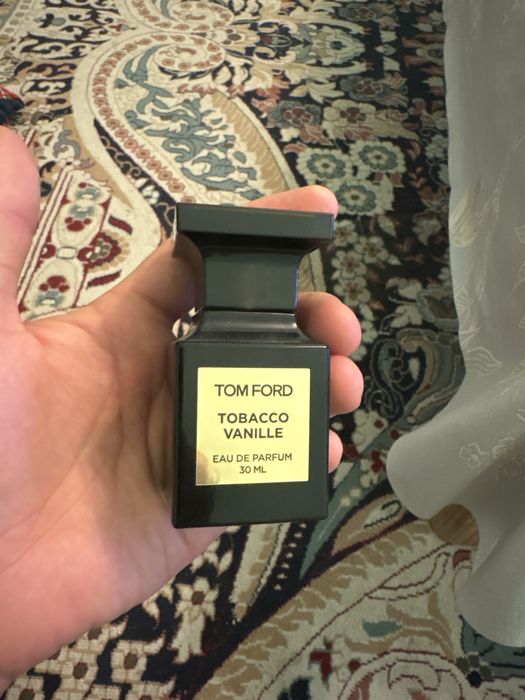 TOM FORD
TOBACCO
VANILLE
EAU DE PARFUM
30 ML